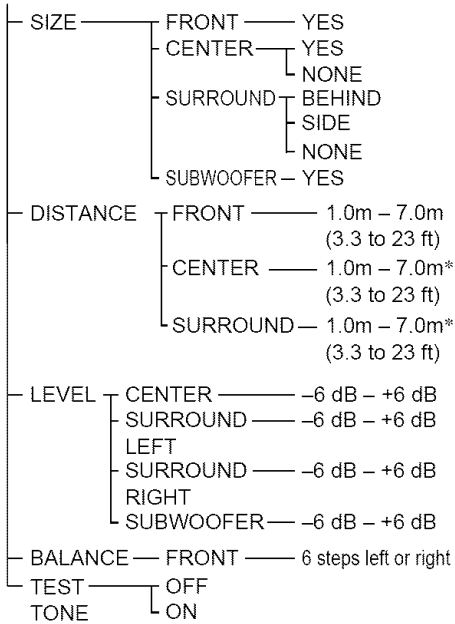 SIZE FRONT YES
CENTER YES
NONE
SURROUND BEHIND
SIDE
NONE
SUBWOOFER YES
DISTANCE FRONT 1.0m – 7.0m
(3.3 to 23 ft)
CENTER 1.0m – 7.0m*
(3.3 to 23 ft)
SURROUND 1.0m – 7.0m*
(3.3 to 23 ft)
LEVEL CENTER –6 dB – +6 dB
SURROUND –6 dB – +6 dB
LEFT
SURROUND –6 dB – +6 dB
RIGHT
SUBWOOFER –6 dB – +6 dB
BALANCE FRONT 6 steps left or right
TEST OFF
TONE ON